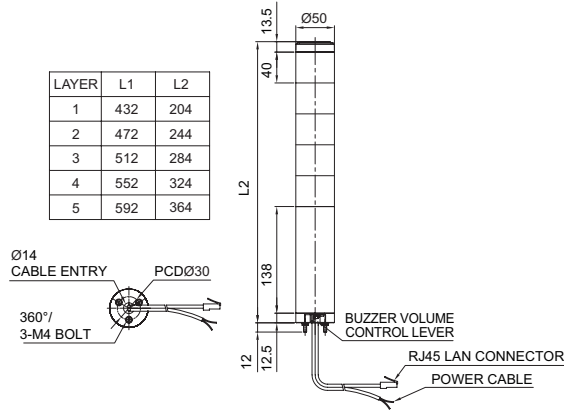 13.5
Ø50
40
LAYER L1 L2
1 432 204
2 472 244
3 512 284
4 552 324
5 592 364
L2
138
Ø14
CABLE ENTRY
PCDØ30
360°/
3-M4 BOLT
12
12.5
BUZZER VOLUME
CONTROL LEVER
RJ45 LAN CONNECTOR
POWER CABLE